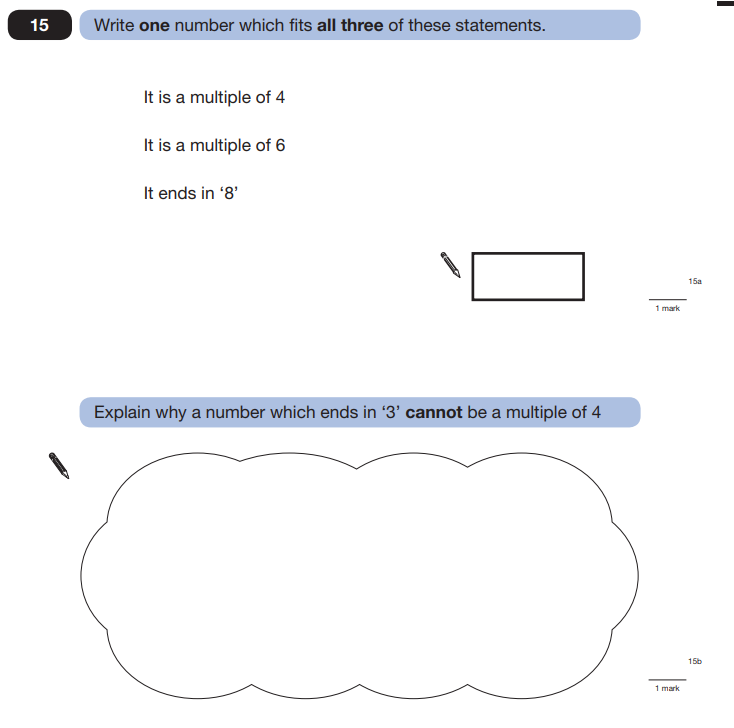 15 Write one number which fits all three of these statements.
It is a multiple of 4
It is a multiple of 6
It ends in ‘8’
15a
1 mark
Explain why a number which ends in ‘3’ cannot be a multiple of 4
15b
1 mark